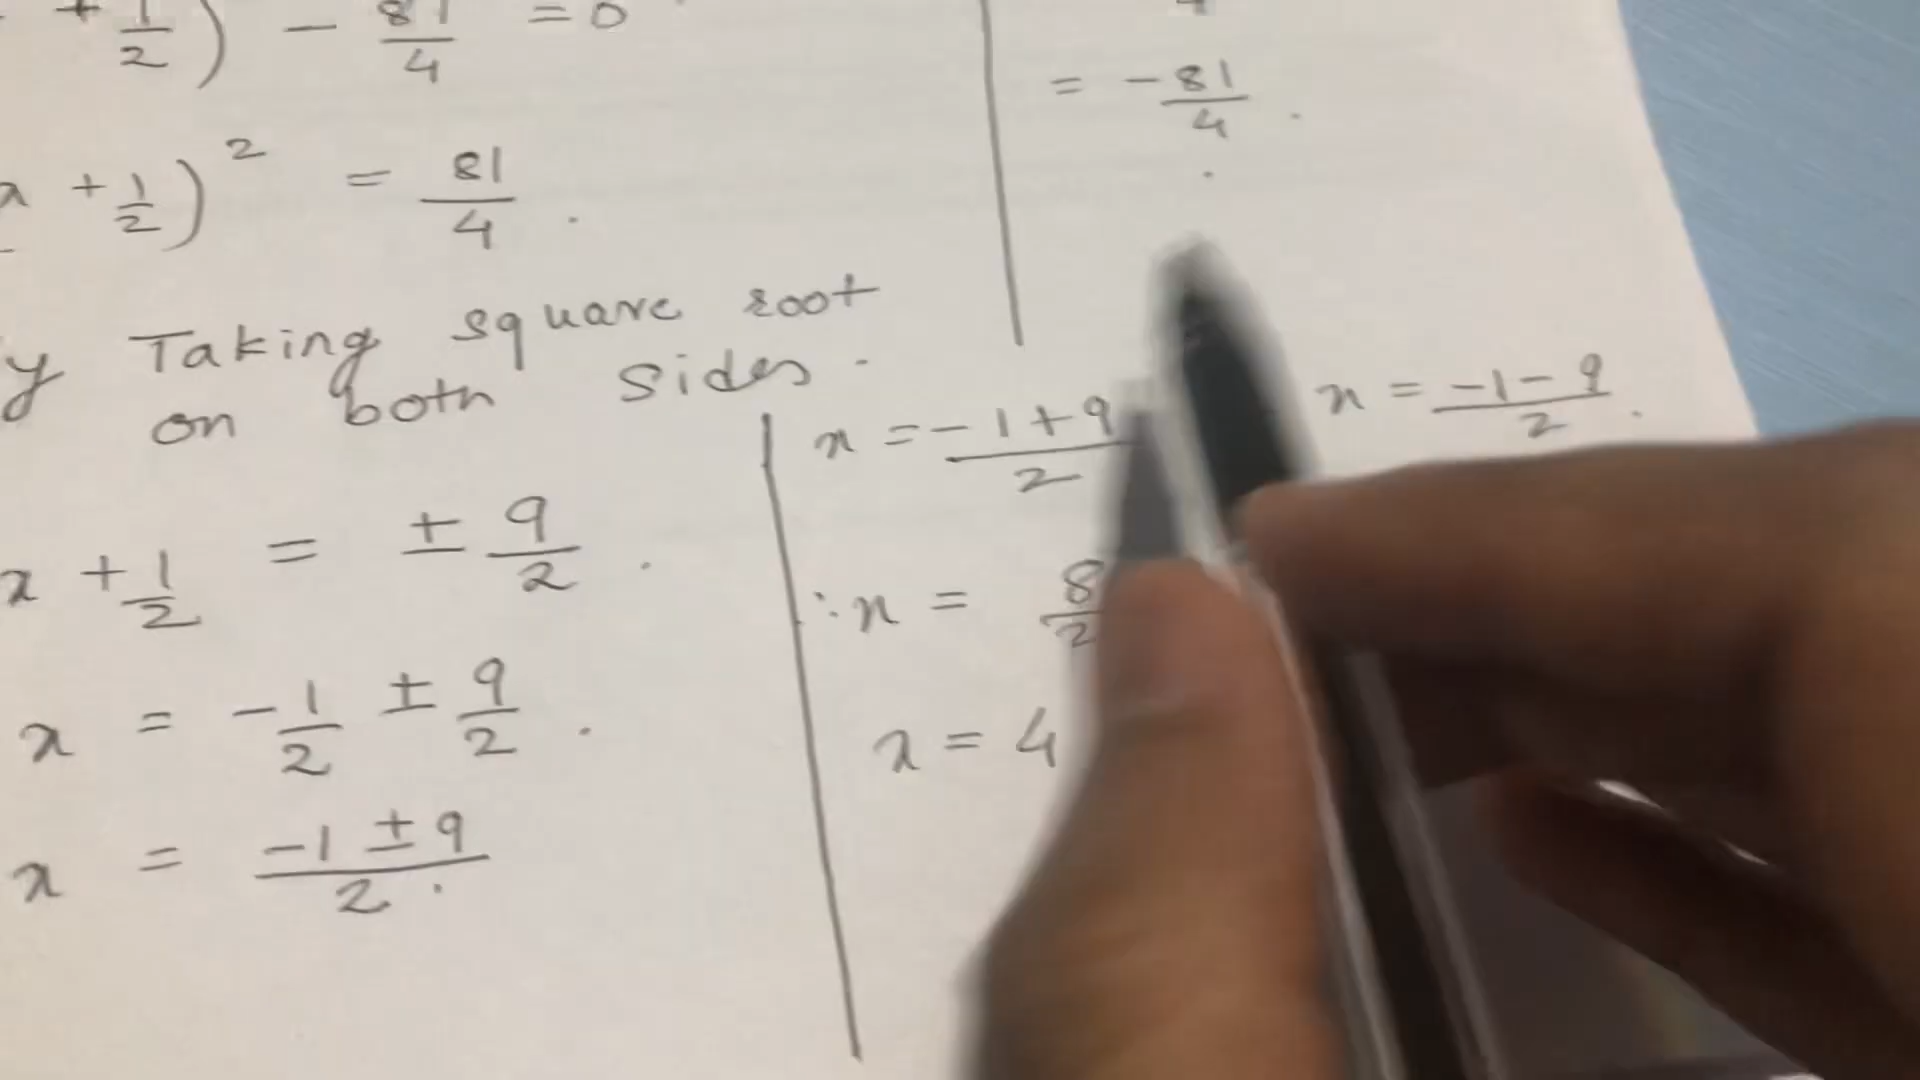 + 1/2) - 81/4 = 0
x + 1/2)² = 81/4 .
y Taking square root
on both sides .
x + 1/2 = ± 9/2 .
x = -1/2 ± 9/2 .
x = -1 ± 9/2 .
= -81/4 .
x = -1 + 9/2
∴ x = 8/2
x = 4
x = -1 - 9/2 .